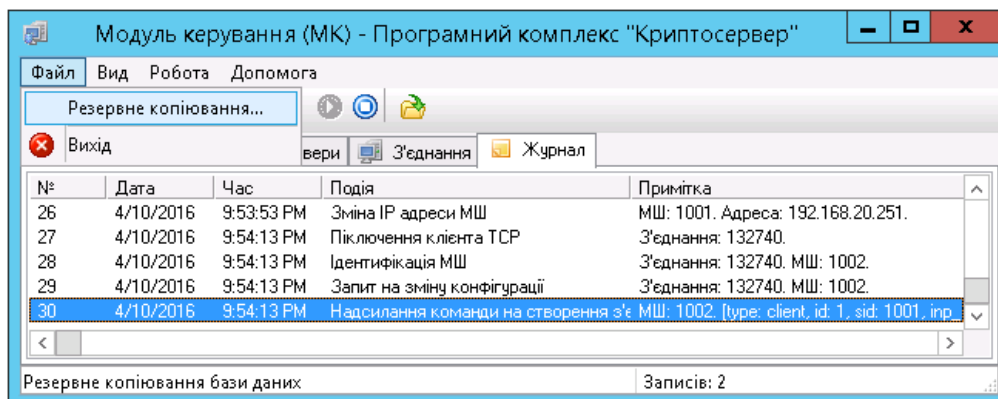 Модуль керування (МК) - Програмний комплекс "Криптосервер"
Файл Вид Робота Допомога
Резервне копіювання...
Вихід
вери З'єднання Журнал
№ Дата Час Подія Примітка
26 4/10/2016 9:53:53 PM Зміна IP адреси МШ МШ: 1001. Адреса: 192.168.20.251.
27 4/10/2016 9:54:13 PM Піключення клієнта TCP З'єднання: 132740.
28 4/10/2016 9:54:13 PM Ідентифікація МШ З'єднання: 132740. МШ: 1002.
29 4/10/2016 9:54:13 PM Запит на зміну конфігурації З'єднання: 132740. МШ: 1002.
30 4/10/2016 9:54:13 PM Надсилання команди на створення з'є МШ: 1002. [type: client, id: 1, sid: 1001, inp_
Резервне копіювання бази даних Записів: 2